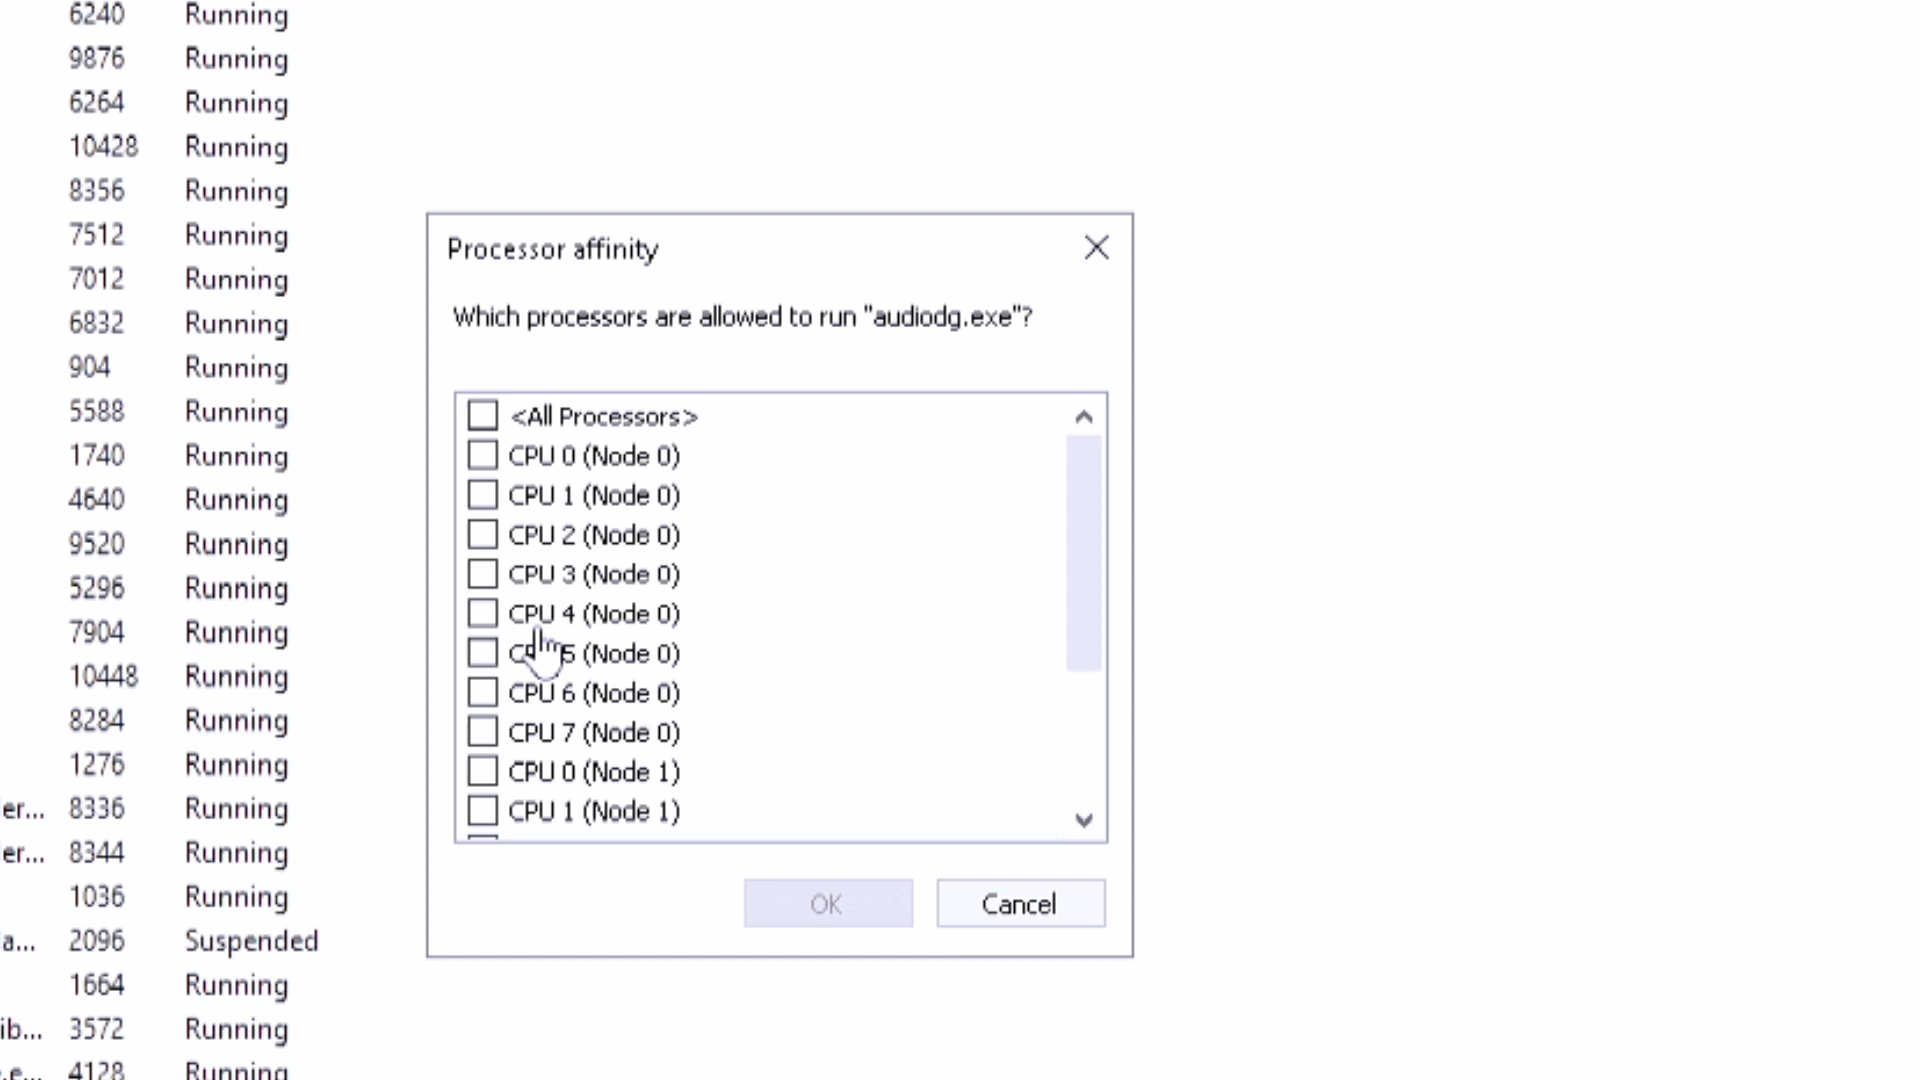 6240 Running
9876 Running
6264 Running
10428 Running
8356 Running
7512 Running
7012 Running
6832 Running
904 Running
5588 Running
1740 Running
4640 Running
9520 Running
5296 Running
7904 Running
10448 Running
8284 Running
1276 Running
er... 8336 Running
er... 8344 Running
1036 Running
a... 2096 Suspended
1664 Running
ib... 3572 Running
.e... 4128 Running
Processor affinity
Which processors are allowed to run "audiodg.exe"?
<All Processors>
CPU 0 (Node 0)
CPU 1 (Node 0)
CPU 2 (Node 0)
CPU 3 (Node 0)
CPU 4 (Node 0)
CPU 5 (Node 0)
CPU 6 (Node 0)
CPU 7 (Node 0)
CPU 0 (Node 1)
CPU 1 (Node 1)
OK Cancel